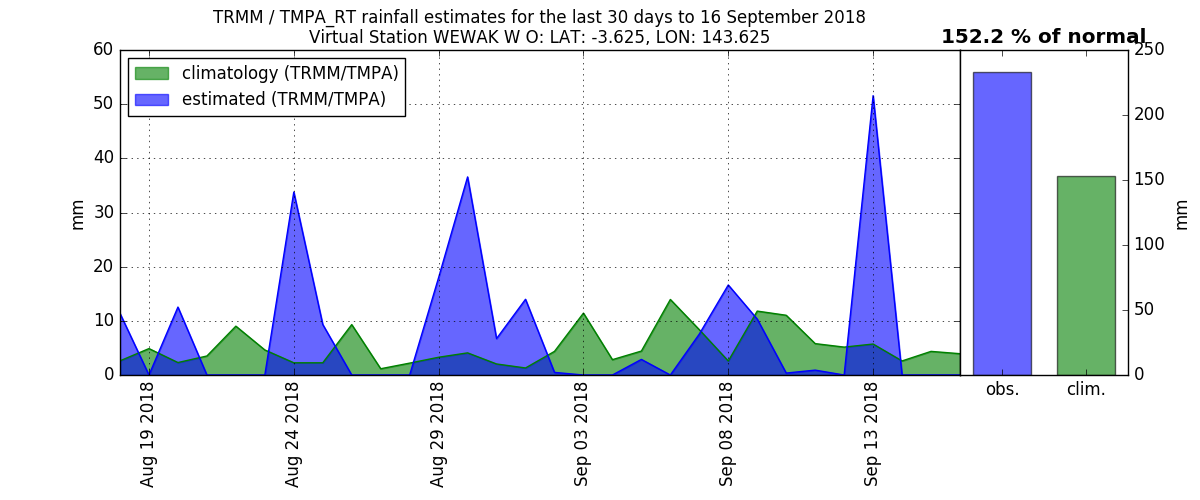 TRMM / TMPA_RT rainfall estimates for the last 30 days to 16 September 2018
Virtual Station WEWAK W O: LAT: -3.625, LON: 143.625
152.2 % of normal
climatology (TRMM/TMPA)
estimated (TRMM/TMPA)
60
50
40
30
20
10
0
mm
Aug 19 2018
Aug 24 2018
Aug 29 2018
Sep 03 2018
Sep 08 2018
Sep 13 2018
obs.
clim.
250
200
150
100
50
0
mm